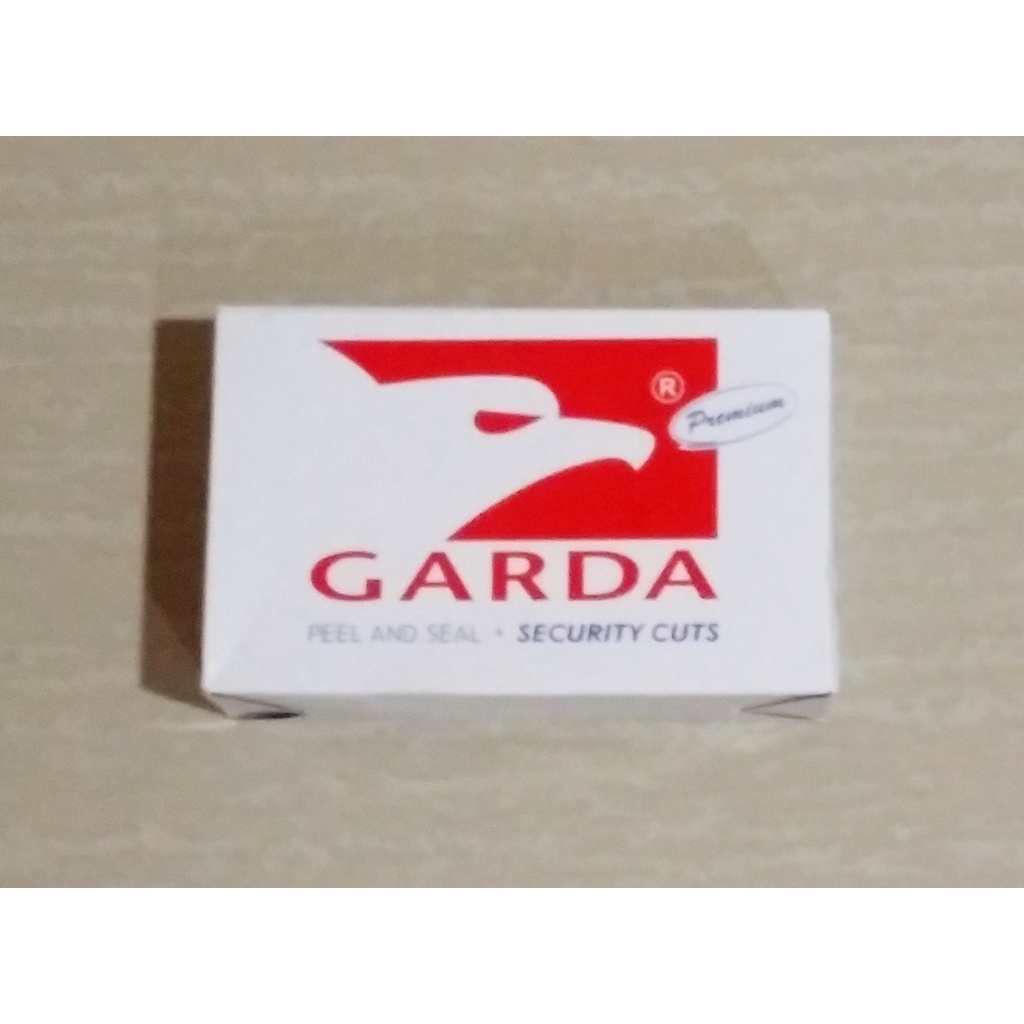 ®
Premium
GARDA
PEEL AND SEAL • SECURITY CUTS